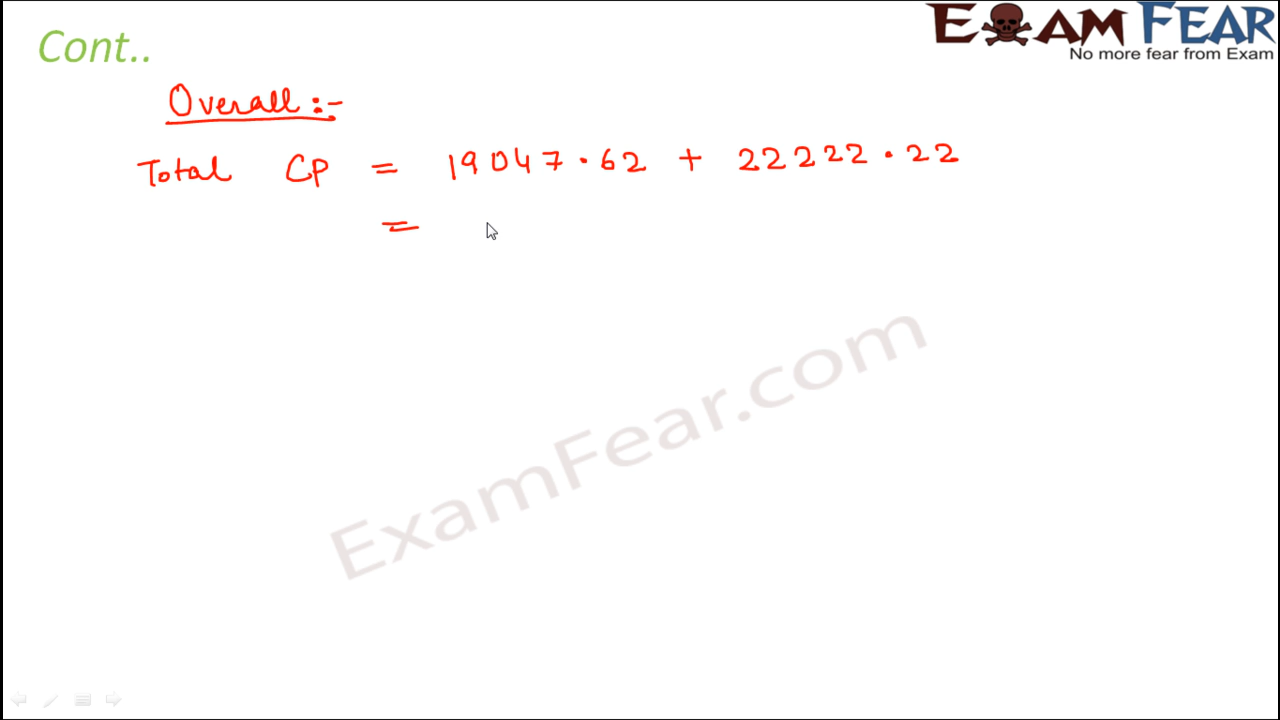 Cont..
EXAM FEAR
No more fear from Exam
Overall:-
Total CP = 19047.62 + 22222.22
=
ExamFear.com